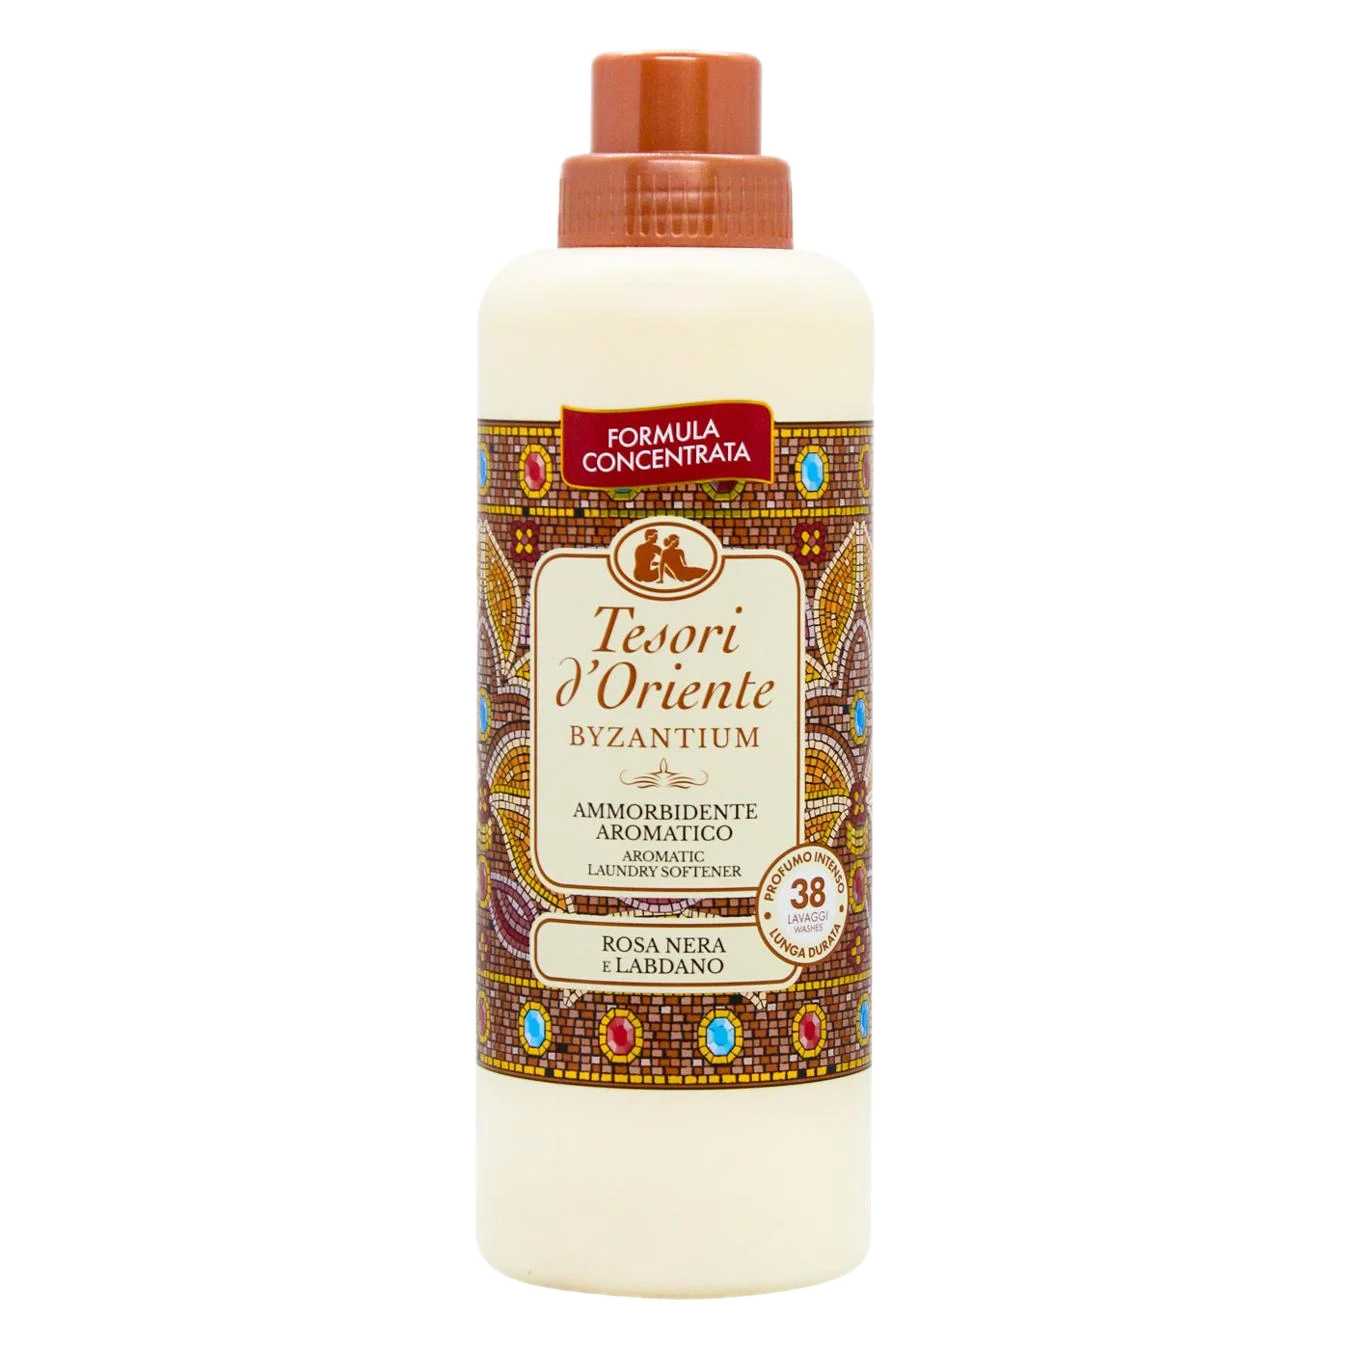 FORMULA
CONCENTRATA
Tesori
d'Oriente
BYZANTIUM
AMMORBIDENTE
AROMATICO
AROMATIC
LAUNDRY SOFTENER
PROFUMO INTENSO
38
LAVAGGI
WASHES
LUNGA DURATA
ROSA NERA
E LABDANO